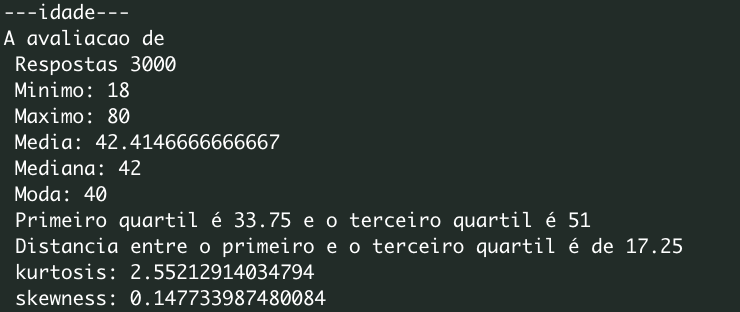 ---idade---
A avaliacao de
Respostas 3000
Minimo: 18
Maximo: 80
Media: 42.4146666666667
Mediana: 42
Moda: 40
Primeiro quartil é 33.75 e o terceiro quartil é 51
Distancia entre o primeiro e o terceiro quartil é de 17.25
kurtosis: 2.55212914034794
skewness: 0.147733987480084